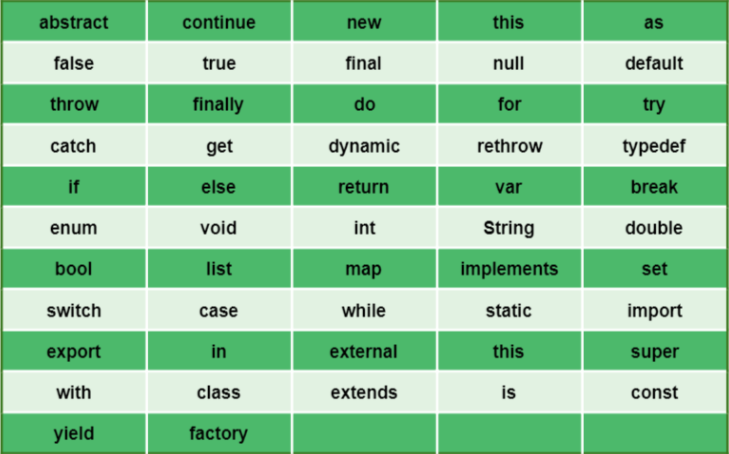 abstract continue new this as
false true final null default
throw finally do for try
catch get dynamic rethrow typedef
if else return var break
enum void int String double
bool list map implements set
switch case while static import
export in external this super
with class extends is const
yield factory